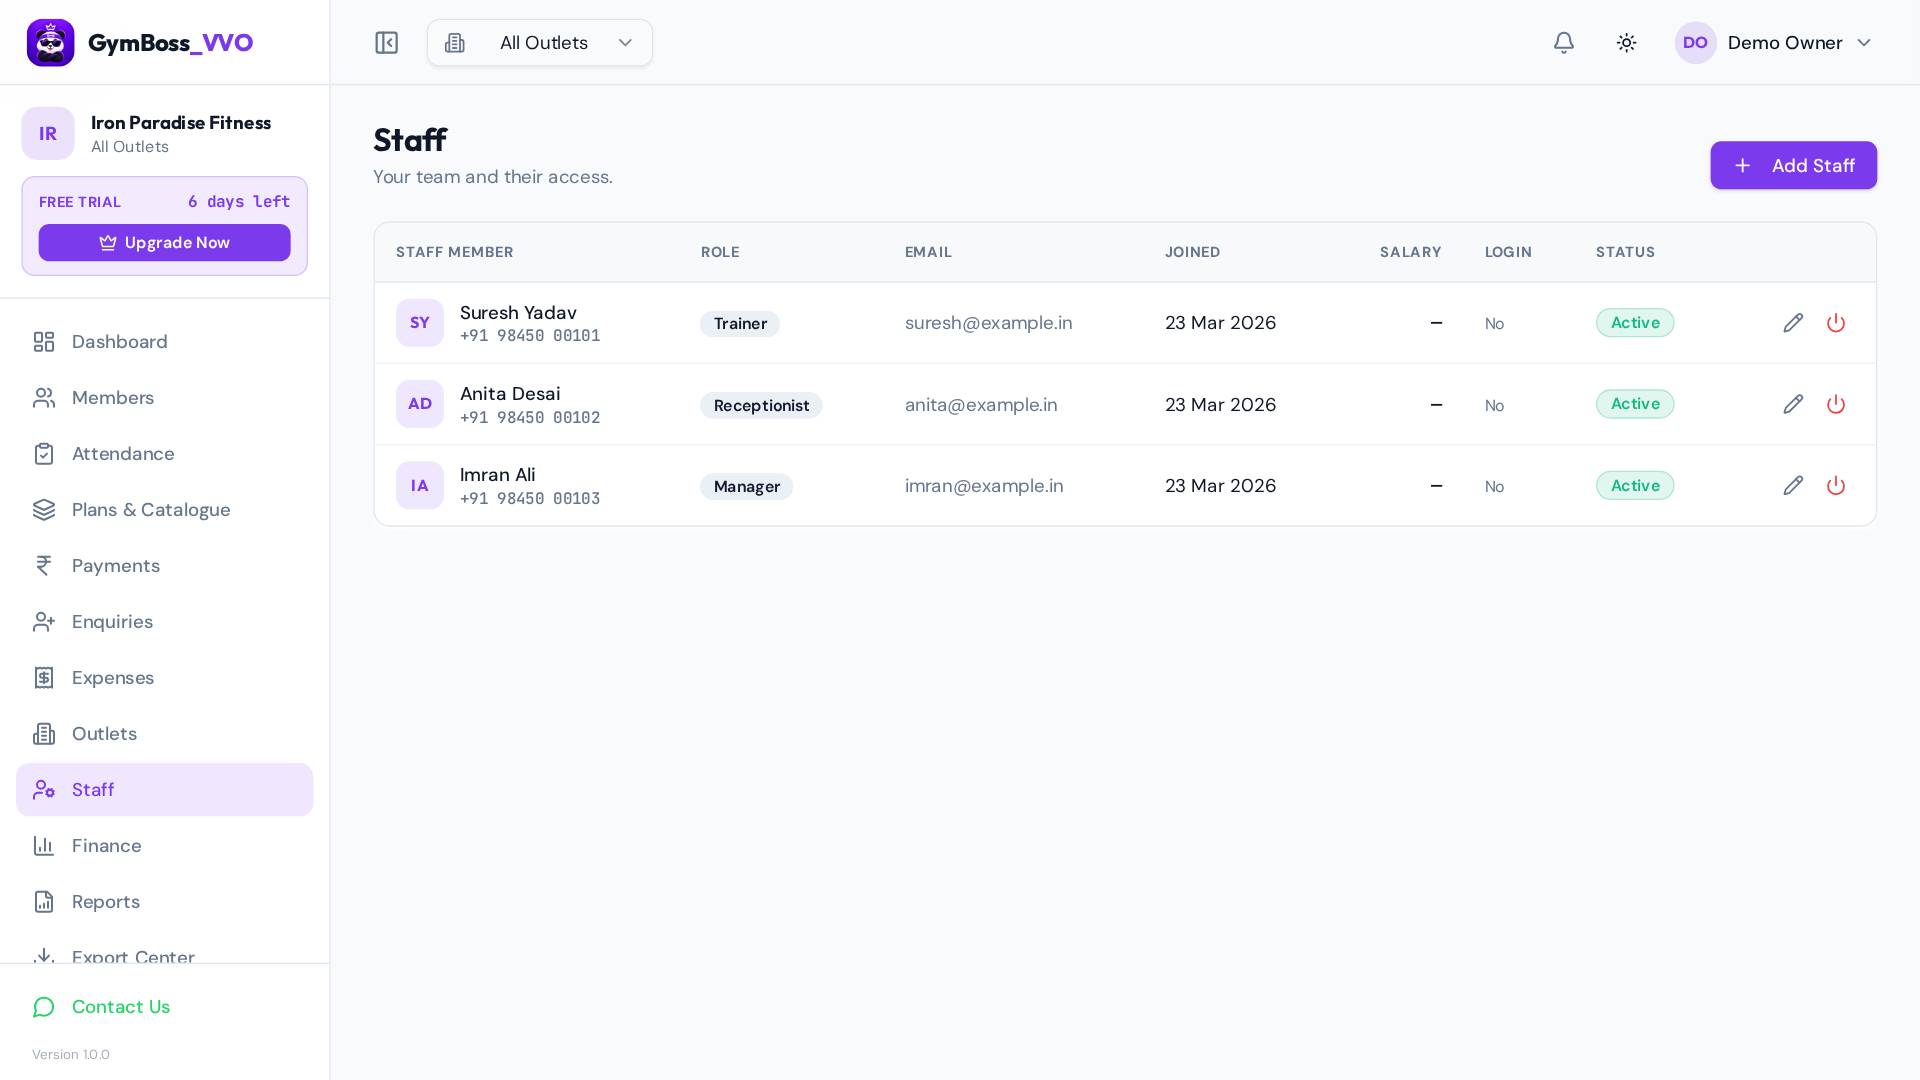 GymBoss_VVO
All Outlets
DO Demo Owner
IR Iron Paradise Fitness
All Outlets
FREE TRIAL 6 days left
Upgrade Now
Dashboard
Members
Attendance
Plans & Catalogue
Payments
Enquiries
Expenses
Outlets
Staff
Finance
Reports
Export Center
Contact Us
Version 1.0.0
Staff
Your team and their access.
Add Staff
STAFF MEMBER ROLE EMAIL JOINED SALARY LOGIN STATUS
SY Suresh Yadav Trainer suresh@example.in 23 Mar 2026 – No Active
+91 98450 00101
AD Anita Desai Receptionist anita@example.in 23 Mar 2026 – No Active
+91 98450 00102
IA Imran Ali Manager imran@example.in 23 Mar 2026 – No Active
+91 98450 00103